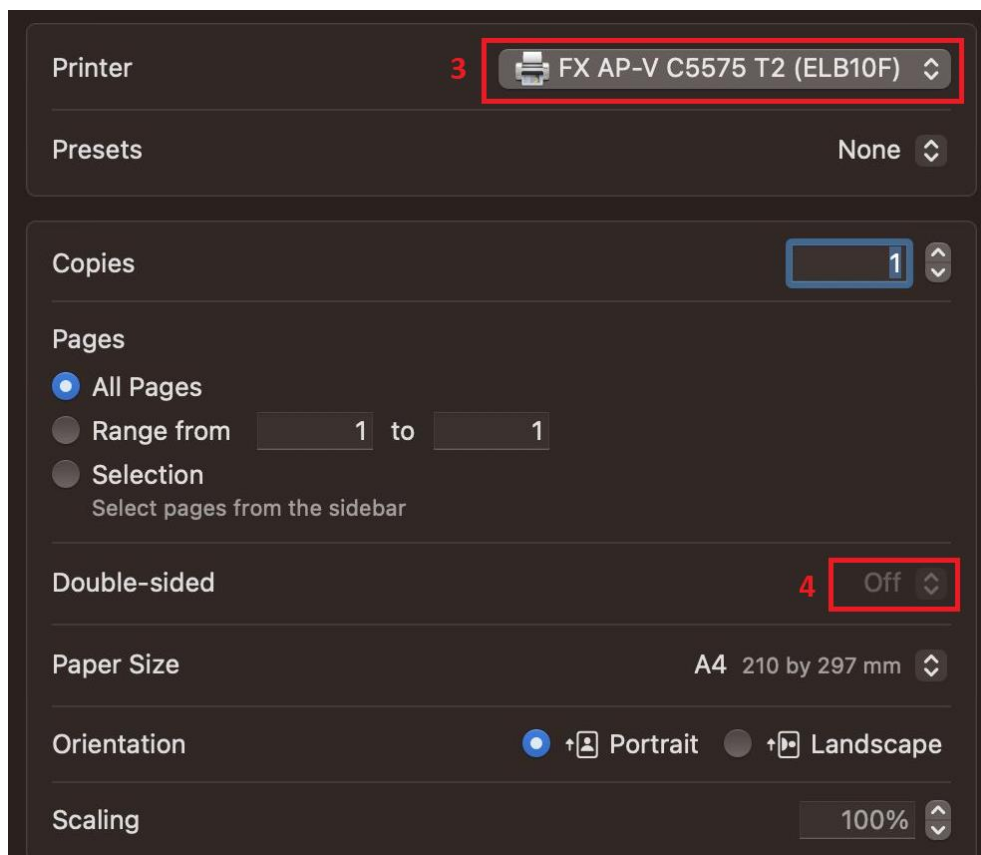 Printer 3 FX AP-V C5575 T2 (ELB10F)
Presets None
Copies 1
Pages
All Pages
Range from 1 to 1
Selection
Select pages from the sidebar
Double-sided 4 Off
Paper Size A4 210 by 297 mm
Orientation Portrait Landscape
Scaling 100%